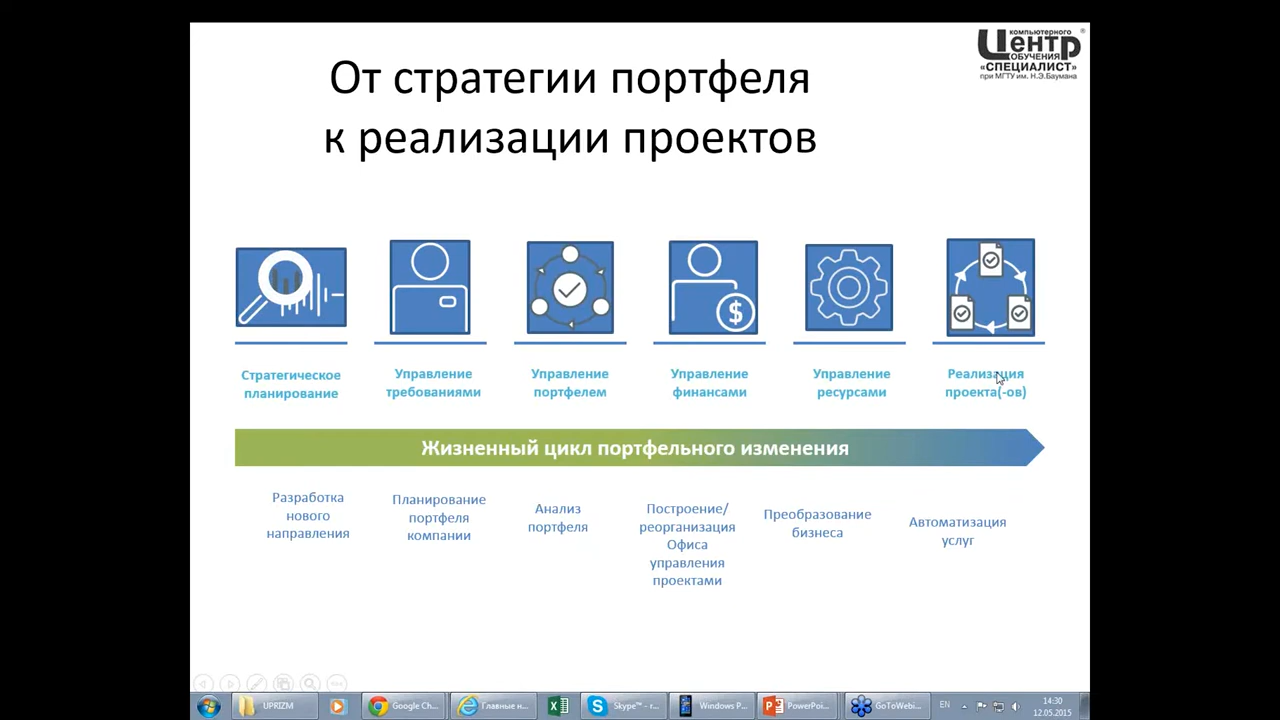 компьютерного
Центр
ОБУЧЕНИЯ
«СПЕЦИАЛИСТ»
при МГТУ им. Н.Э.Баумана
От стратегии портфеля
к реализации проектов
Стратегическое
планирование
Управление
требованиями
Управление
портфелем
Управление
финансами
Управление
ресурсами
Реализация
проекта(-ов)
Жизненный цикл портфельного изменения
Разработка
нового
направления
Планирование
портфеля
компании
Анализ
портфеля
Построение/
реорганизация
Офиса
управления
проектами
Преобразование
бизнеса
Автоматизация
услуг
UPRIZM
Google Ch...
Главные н...
Skype™ - г...
Windows P...
PowerPoi...
GoToWebi...
EN
14:30
12.05.2015